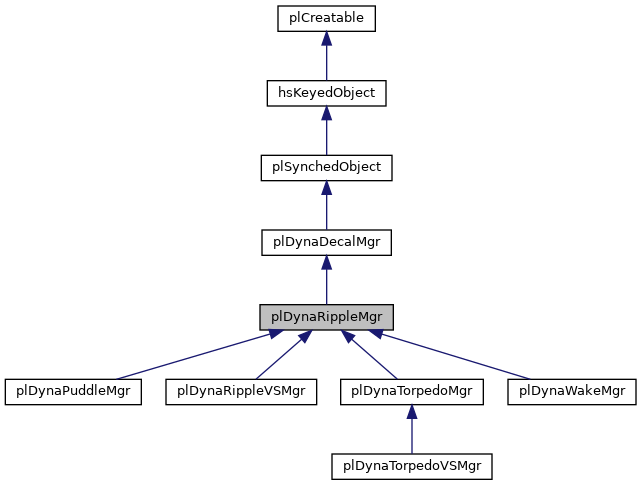 plCreatable
hsKeyedObject
plSynchedObject
plDynaDecalMgr
plDynaRippleMgr
plDynaPuddleMgr
plDynaRippleVSMgr
plDynaTorpedoMgr
plDynaWakeMgr
plDynaTorpedoVSMgr